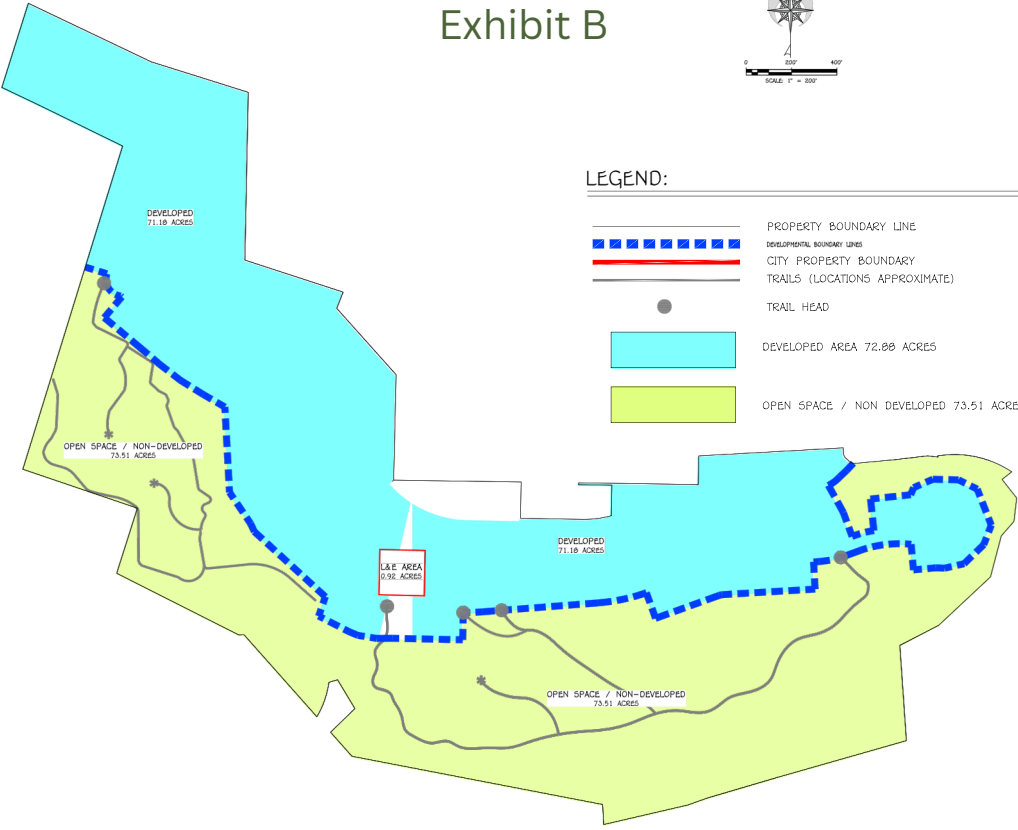 Exhibit B
0 200' 400'
SCALE: 1" = 200'
LEGEND:
PROPERTY BOUNDARY LINE
DEVELOPMENTAL BOUNDARY LINES
CITY PROPERTY BOUNDARY
TRAILS (LOCATIONS APPROXIMATE)
TRAIL HEAD
DEVELOPED AREA 72.00 ACRES
OPEN SPACE / NON DEVELOPED 73.51 ACRE
DEVELOPED
71.10 ACRES
OPEN SPACE / NON-DEVELOPED
73.51 ACRES
DEVELOPED
71.10 ACRES
L&E AREA
0.92 ACRES
OPEN SPACE / NON-DEVELOPED
73.51 ACRES